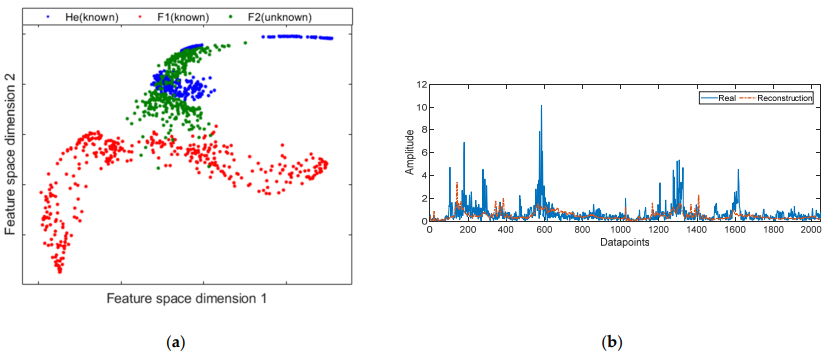 He(known) F1(known) F2(unknown)
Feature space dimension 2
Feature space dimension 1
(a)
Real Reconstruction
12
10
8
6
4
2
0
Amplitude
0 200 400 600 800 1000 1200 1400 1600 1800 2000
Datapoints
(b)